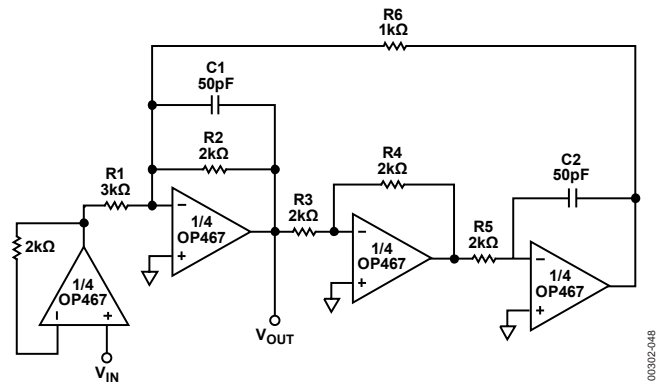 R6
1kΩ
C1
50pF
R2
2kΩ
R4
2kΩ
C2
50pF
R1
3kΩ
R3
2kΩ
R5
2kΩ
2kΩ
–
+
1/4
OP467
–
+
1/4
OP467
–
+
1/4
OP467
1/4
OP467
–
+
VIN
VOUT
00302-048